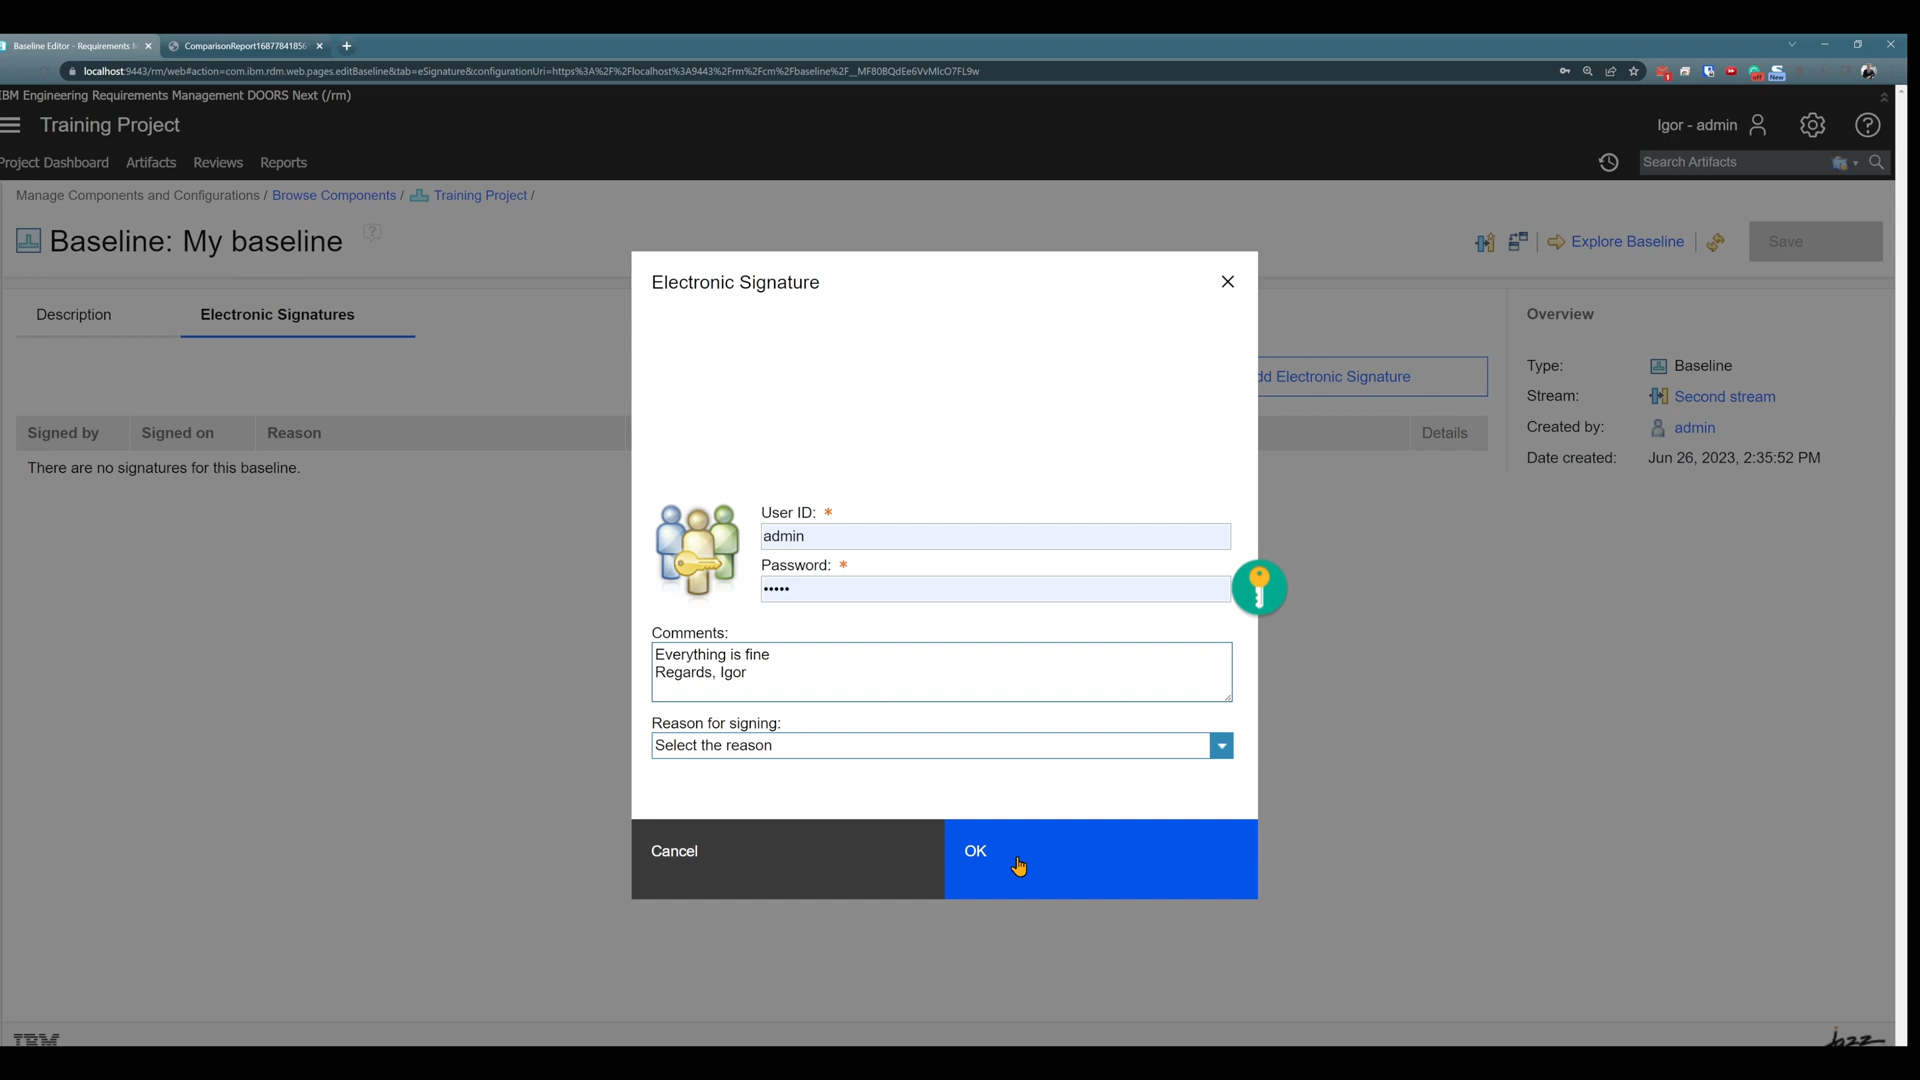 Baseline Editor - Requirements M
ComparisonReport16877841856
localhost:9443/rm/web#action=com.ibm.rdm.web.pages.editBaseline&tab=eSignature&configurationUri=https%3A%2F%2Flocalhost%3A9443%2Frm%2Fcm%2Fbaseline%2F_MF80BQdEe6VvMlcO7FL9w
New
IBM Engineering Requirements Management DOORS Next (/rm)
Training Project
Igor - admin
Project Dashboard Artifacts Reviews Reports
Search Artifacts
Manage Components and Configurations / Browse Components / Training Project /
Baseline: My baseline
Explore Baseline
Save
Electronic Signature
Description
Electronic Signatures
Overview
dd Electronic Signature
Type: Baseline
Stream: Second stream
Created by: admin
Date created: Jun 26, 2023, 2:35:52 PM
Signed by Signed on Reason Details
There are no signatures for this baseline.
User ID: *
admin
Password: *
•••••
Comments:
Everything is fine
Regards, Igor
Reason for signing:
Select the reason
Cancel
OK
IBM
Jazz